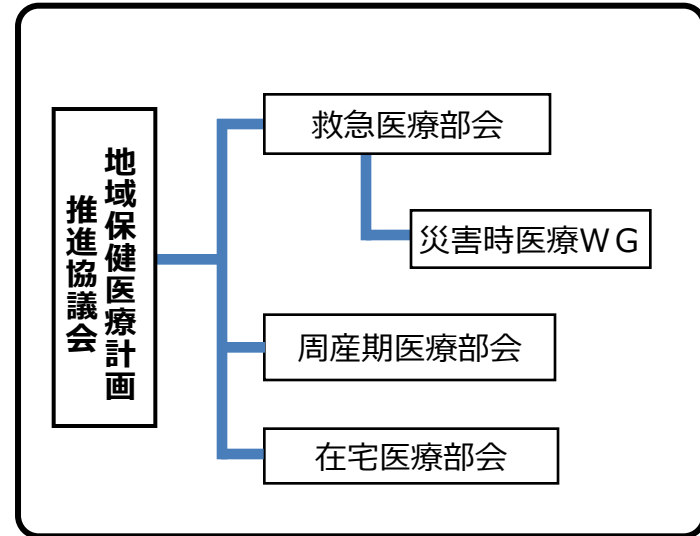 地域保健医療計画
推進協議会
救急医療部会
災害時医療ＷＧ
周産期医療部会
在宅医療部会